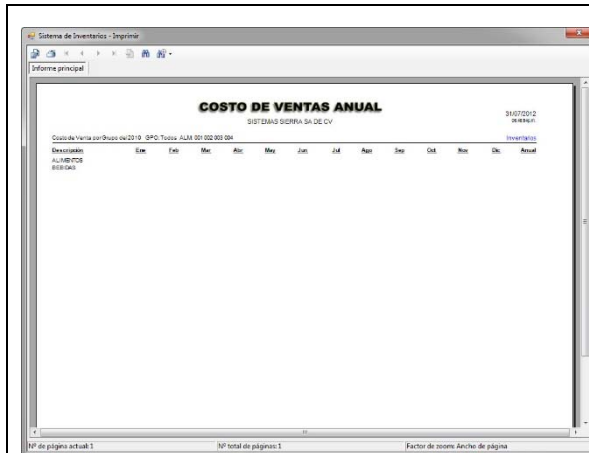 Sistema de Inventarios - Imprimir
Informe principal
COSTO DE VENTAS ANUAL
SISTEMAS SIERRA SA DE CV
31/07/2012
Costo de Venta por Grupo del 2010 GPO: Todos ALM: 001 002 003 004
Inventarios
Descripción Ene Feb Mar Abr May Jun Jul Ago Sep Oct Nov Dic Anual
ALIMENTOS
BEBIDAS
Nº de página actual: 1 Nº total de páginas: 1 Factor de zoom: Ancho de página